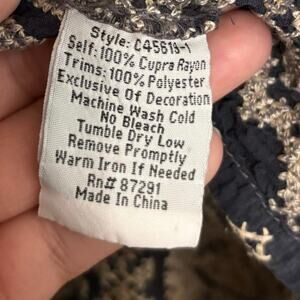 Style: C45619-1
Self: 100% Cupra Rayon
Trims: 100% Polyester
Exclusive Of Decoration
Machine Wash Cold
No Bleach
Tumble Dry Low
Remove Promptly
Warm Iron If Needed
Rn# 87291
Made In China